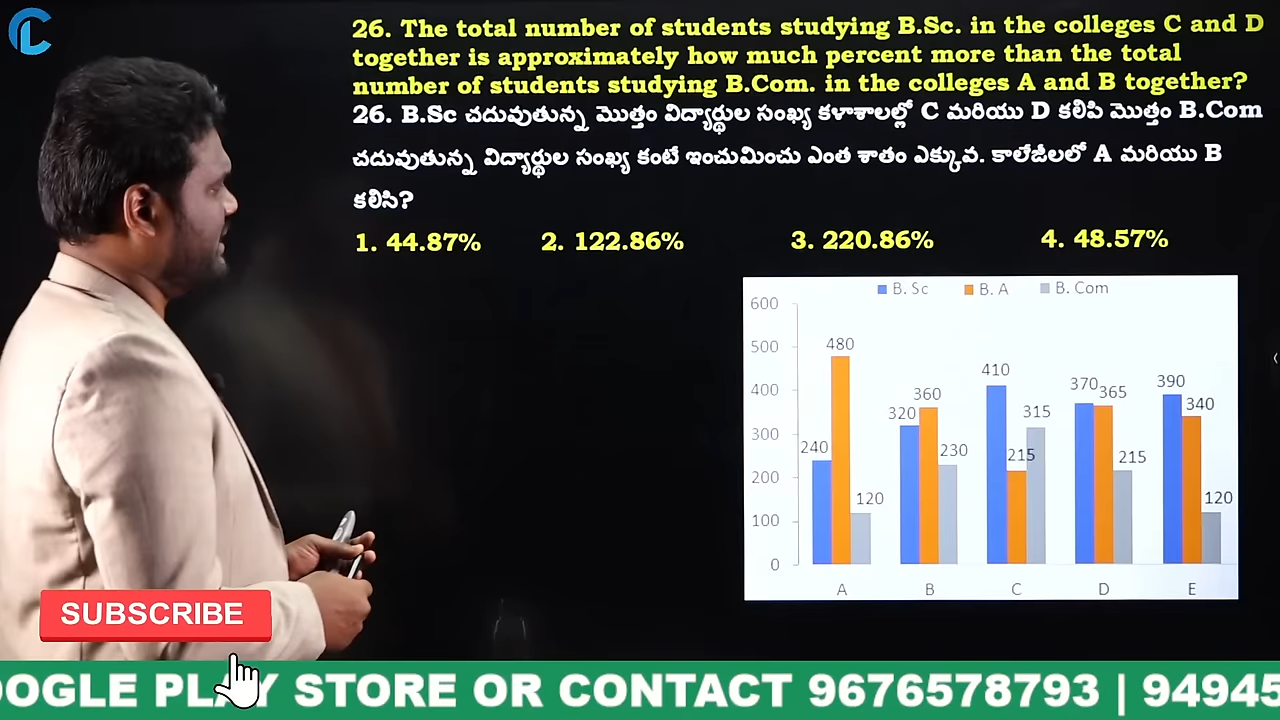 26. The total number of students studying B.Sc. in the colleges C and D
together is approximately how much percent more than the total
number of students studying B.Com. in the colleges A and B together?
26. B.Sc చదువుతున్న మొత్తం విద్యార్థుల సంఖ్య కళాశాలల్లో C మరియు D కలిపి మొత్తం B.Com
చదువుతున్న విద్యార్థుల సంఖ్య కంటే ఇంచుమించు ఎంత శాతం ఎక్కువ. కాలేజీలలో A మరియు B
కలిసి?
1. 44.87% 2. 122.86% 3. 220.86% 4. 48.57%
B. Sc B. A B. Com
600
500
400
300
200
100
0
240 480 120
320 360 230
410 215 315
370 365 215
390 340 120
A B C D E
SUBSCRIBE
OOGLE PLAY STORE OR CONTACT 9676578793 | 94945